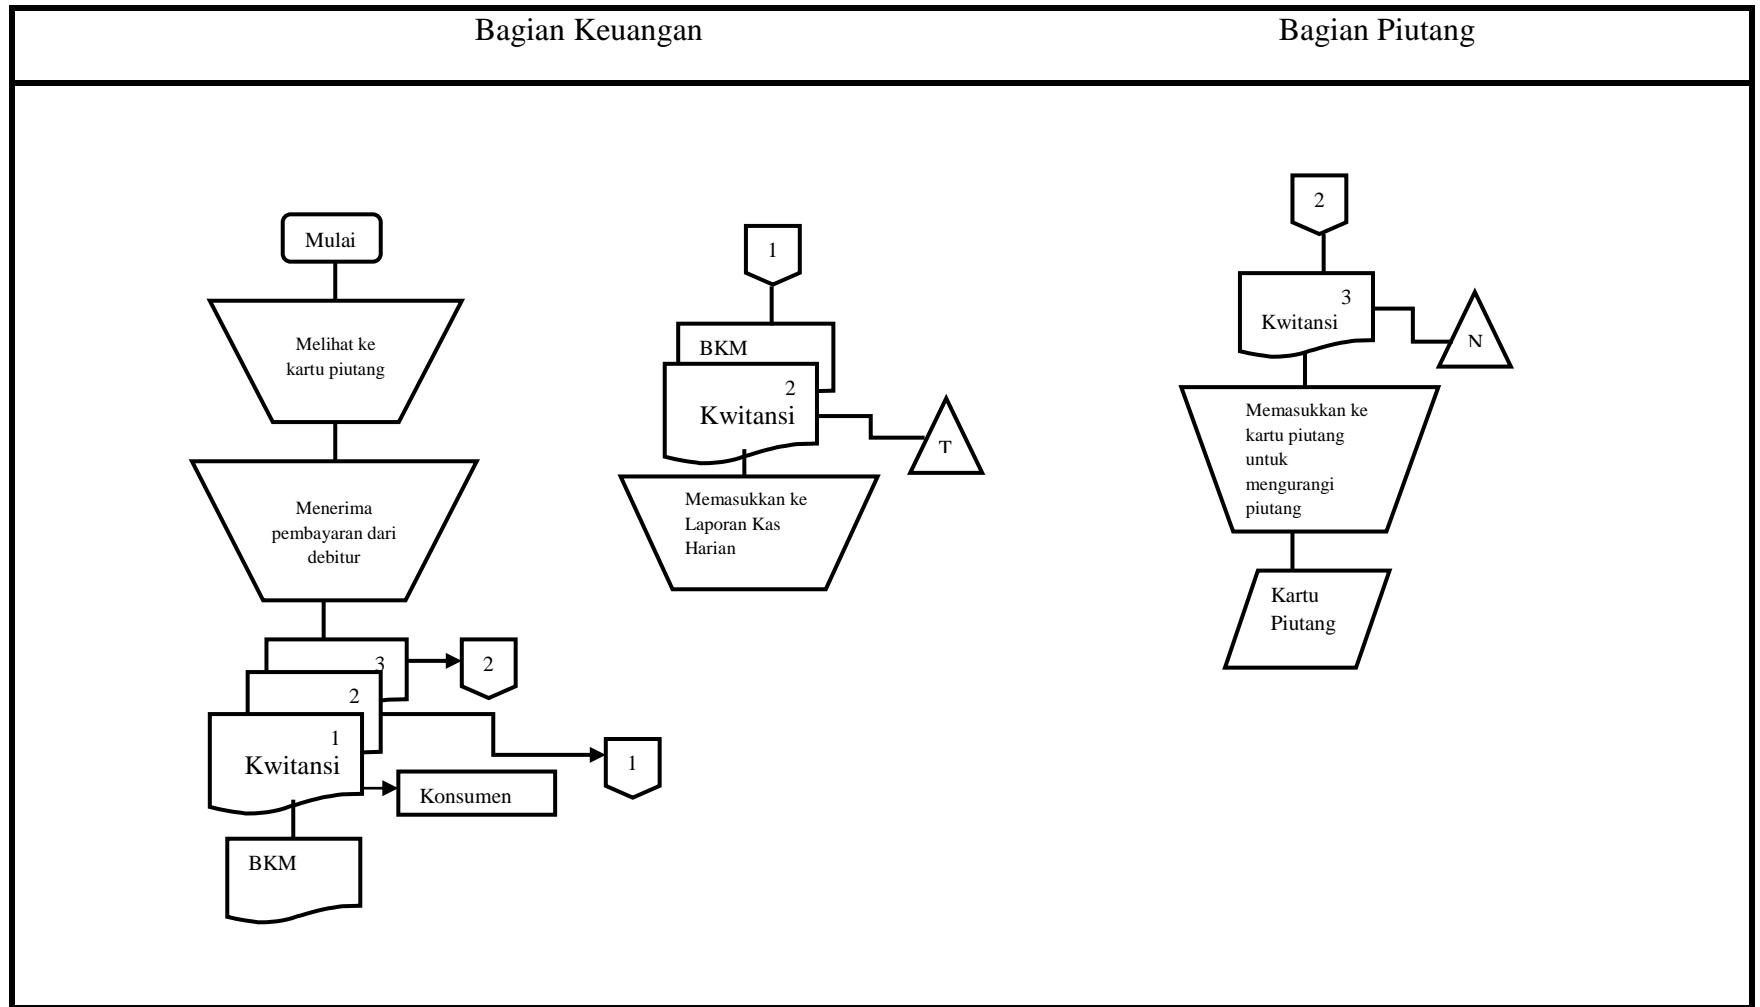 Bagian Keuangan
Bagian Piutang
Mulai
Melihat ke
kartu piutang
Menerima
pembayaran dari
debitur
3
2
2
1
Kwitansi
1
Konsumen
BKM
1
BKM
2
Kwitansi
T
Memasukkan ke
Laporan Kas
Harian
2
3
Kwitansi
N
Memasukkan ke
kartu piutang
untuk
mengurangi
piutang
Kartu
Piutang